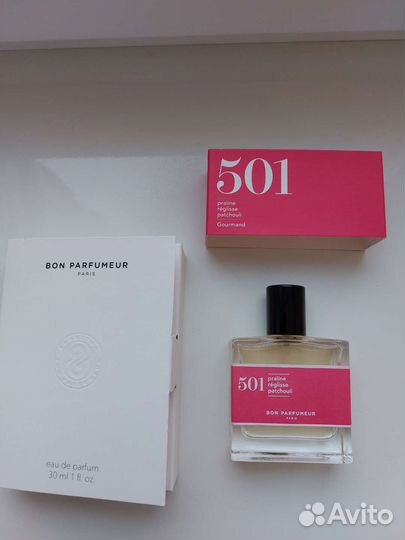 501
praline
réglisse
patchouli
Gourmand
BON PARFUMEUR
PARIS
eau de parfum
30 ml 1 fl. oz
501
praline
réglisse
patchouli
BON PARFUMEUR
PARIS
Avito